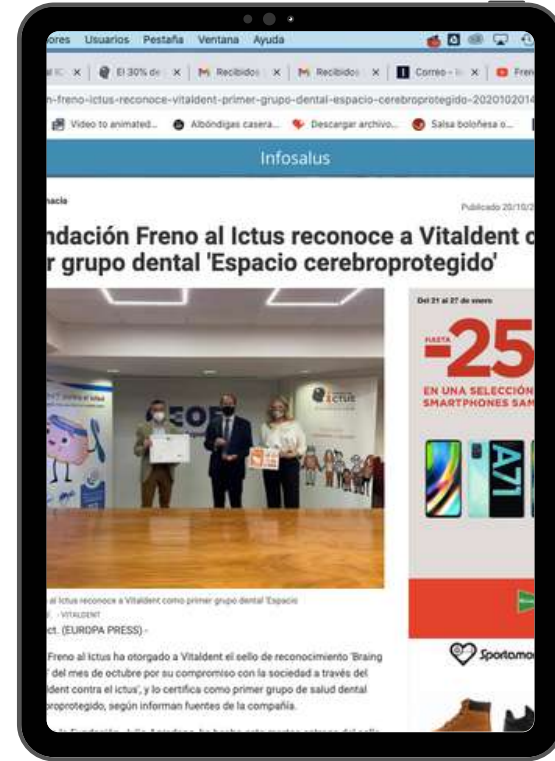 ores Usuarios Pestaña Ventana Ayuda
El 30% de
Recibidos
Recibidos
Correo -
Fren
n-freno-ictus-reconoce-vitaldent-primer-grupo-dental-espacio-cerebroprotegido-2020102014
Video to animated...
Albóndigas casera...
Descargar archivo...
Salsa boloñesa o...
Infosalus
macia
Publicado 20/10/2
ndación Freno al Ictus reconoce a Vitaldent c
r grupo dental 'Espacio cerebroprotegido'
Del 21 al 27 de enero
HASTA
-25
EN UNA SELECCIÓN
SMARTPHONES SAM
A71
CEOE
ICTUS
o al Ictus reconoce a Vitaldent como primer grupo dental 'Espacio
- VITALDENT
ct. (EUROPA PRESS) -
Freno al Ictus ha otorgado a Vitaldent el sello de reconocimiento 'Braing
' del mes de octubre por su compromiso con la sociedad a través del
ldent contra el ictus', y lo certifica como primer grupo de salud dental
roprotegido, según informan fuentes de la compañía.
Sportamo